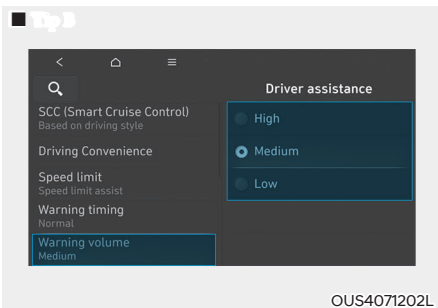 Driver assistance
SCC (Smart Cruise Control)
Based on driving style
Driving Convenience
Speed limit
Speed limit assist
Warning timing
Normal
Warning volume
Medium
High
Medium
Low
OUS4071202L